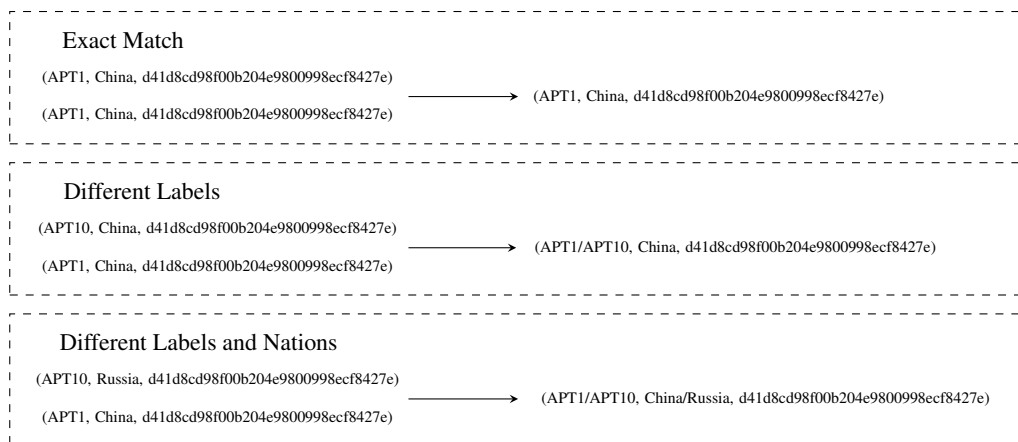 Exact Match
(APT1, China, d41d8cd98f00b204e9800998ecf8427e)
(APT1, China, d41d8cd98f00b204e9800998ecf8427e)
(APT1, China, d41d8cd98f00b204e9800998ecf8427e)
Different Labels
(APT10, China, d41d8cd98f00b204e9800998ecf8427e)
(APT1, China, d41d8cd98f00b204e9800998ecf8427e)
(APT1/APT10, China, d41d8cd98f00b204e9800998ecf8427e)
Different Labels and Nations
(APT10, Russia, d41d8cd98f00b204e9800998ecf8427e)
(APT1, China, d41d8cd98f00b204e9800998ecf8427e)
(APT1/APT10, China/Russia, d41d8cd98f00b204e9800998ecf8427e)